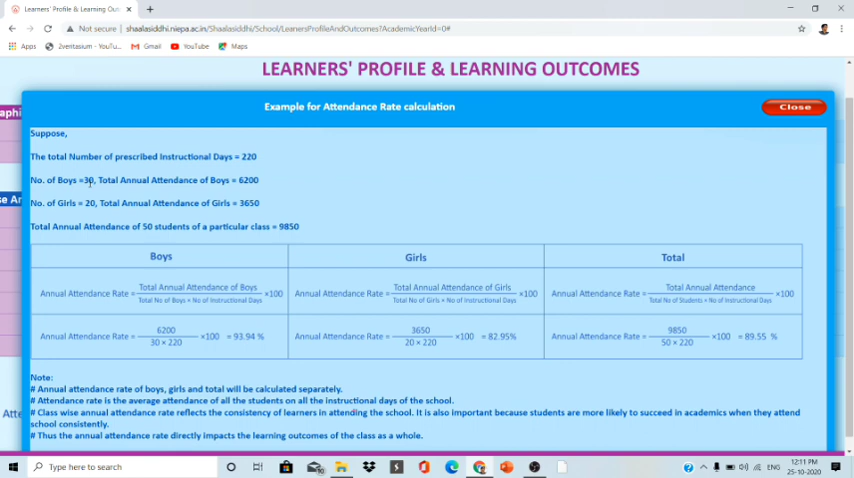 Learners' Profile & Learning Out
Not secure | shaalasiddhi.niepa.ac.in/Shaalasiddhi/School/LeanersProfileAndOutcomes?AcademicYearId=0#
Apps 2veritasium - YouTu... Gmail YouTube Maps
LEARNERS' PROFILE & LEARNING OUTCOMES
Example for Attendance Rate calculation
Close
aphi
Suppose,
The total Number of prescribed Instructional Days = 220
No. of Boys =30, Total Annual Attendance of Boys = 6200
se Ar
No. of Girls = 20, Total Annual Attendance of Girls = 3650
Total Annual Attendance of 50 students of a particular class = 9850
Boys Girls Total
Annual Attendance Rate = Total Annual Attendance of Boys / Total No of Boys × No of Instructional Days ×100
Annual Attendance Rate = Total Annual Attendance of Girls / Total No of Girls × No of Instructional Days ×100
Annual Attendance Rate = Total Annual Attendance / Total No of Students × No of Instructional Days ×100
Annual Attendance Rate = 6200 / 30 × 220 ×100 = 93.94 %
Annual Attendance Rate = 3650 / 20 × 220 ×100 = 82.95%
Annual Attendance Rate = 9850 / 50 × 220 ×100 = 89.55 %
Note:
# Annual attendance rate of boys, girls and total will be calculated separately.
# Attendance rate is the average attendance of all the students on all the instructional days of the school.
Atte
# Class wise annual attendance rate reflects the consistency of learners in attending the school. It is also important because students are more likely to succeed in academics when they attend
school consistently.
# Thus the annual attendance rate directly impacts the learning outcomes of the class as a whole.
Type here to search
ENG
12:11 PM
25-10-2020